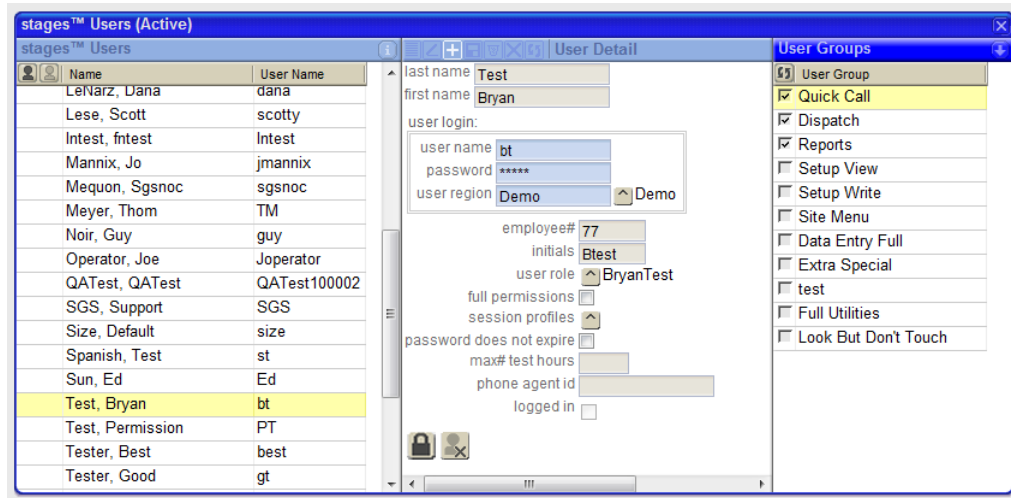 stages™ Users (Active)
stages™ Users
Name User Name
LeNarz, Dana dana
Lese, Scott scotty
Intest, fntest Intest
Mannix, Jo jmannix
Mequon, Sgsnoc sgsnoc
Meyer, Thom TM
Noir, Guy guy
Operator, Joe Joperator
QATest, QATest QATest100002
SGS, Support SGS
Size, Default size
Spanish, Test st
Sun, Ed Ed
Test, Bryan bt
Test, Permission PT
Tester, Best best
Tester, Good gt
User Detail
last name Test
first name Bryan
user login:
user name bt
password *****
user region Demo Demo
employee# 77
initials Btest
user role BryanTest
full permissions
session profiles
password does not expire
max# test hours
phone agent id
logged in
User Groups
User Group
Quick Call
Dispatch
Reports
Setup View
Setup Write
Site Menu
Data Entry Full
Extra Special
test
Full Utilities
Look But Don't Touch